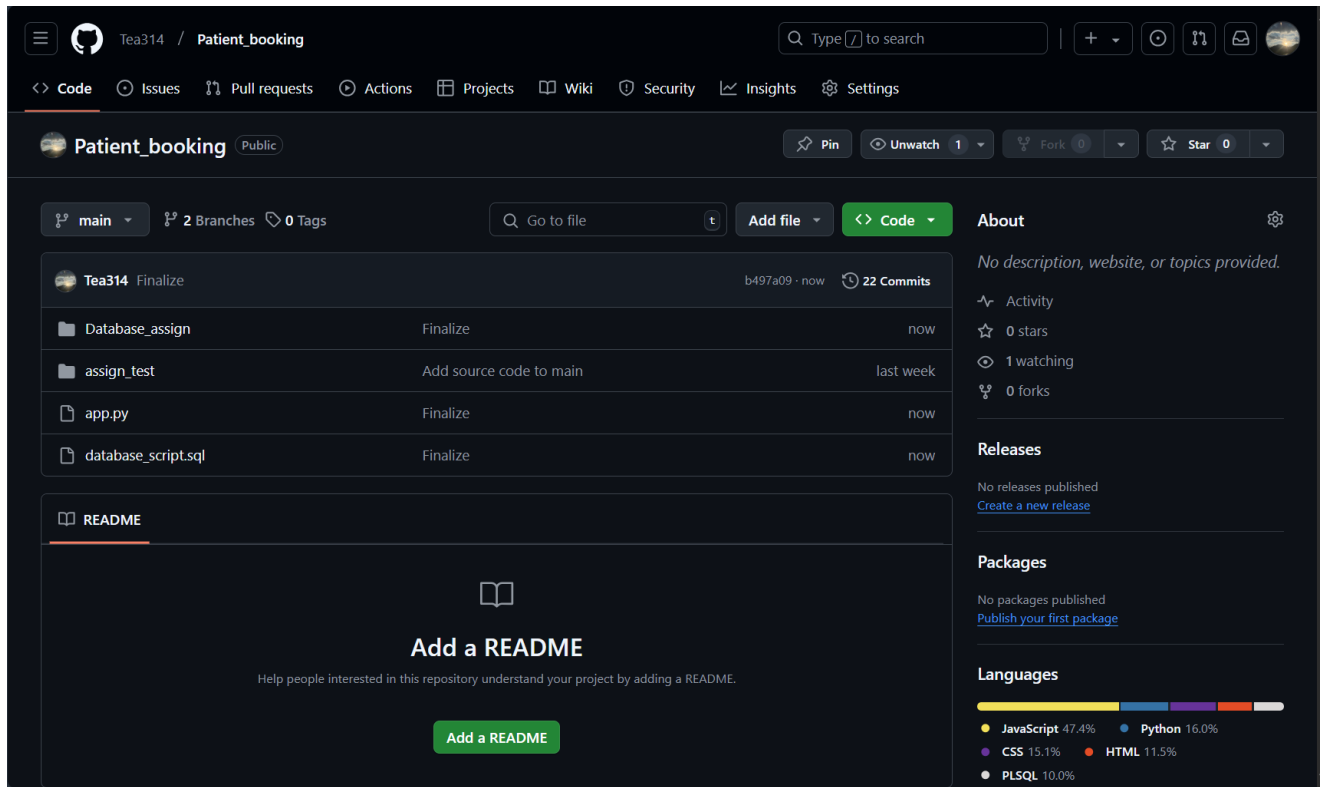 Tea314 / Patient_booking
Type / to search
Code Issues Pull requests Actions Projects Wiki Security Insights Settings
Patient_booking Public
Pin Unwatch 1 Fork 0 Star 0
main 2 Branches 0 Tags Go to file t Add file Code
Tea314 Finalize b497a09 · now 22 Commits
Database_assign Finalize now
assign_test Add source code to main last week
app.py Finalize now
database_script.sql Finalize now
README
Add a README
Help people interested in this repository understand your project by adding a README.
Add a README
About
No description, website, or topics provided.
Activity
0 stars
1 watching
0 forks
Releases
No releases published
Create a new release
Packages
No packages published
Publish your first package
Languages
JavaScript 47.4% Python 16.0%
CSS 15.1% HTML 11.5%
PLSQL 10.0%